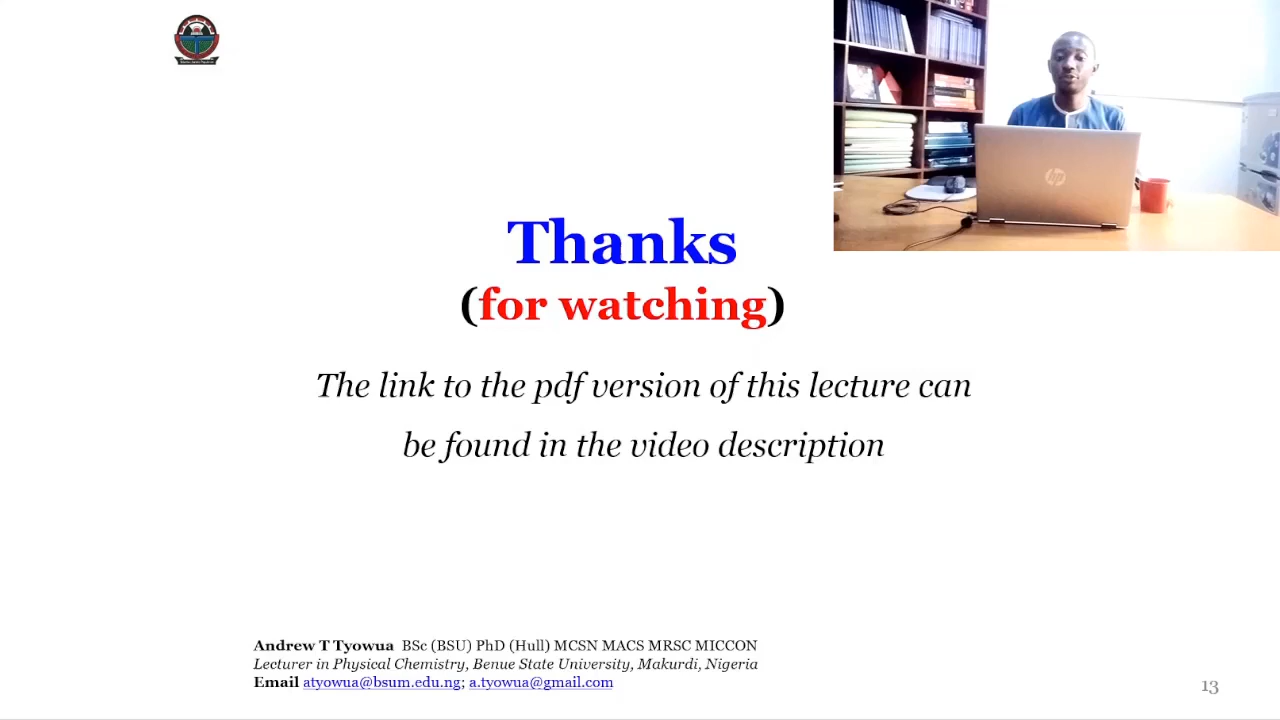 Thanks
(for watching)
The link to the pdf version of this lecture can
be found in the video description
hp
Andrew T Tyowua BSc (BSU) PhD (Hull) MCSN MACS MRSC MICCON
Lecturer in Physical Chemistry, Benue State University, Makurdi, Nigeria
Email atyowua@bsum.edu.ng; a.tyowua@gmail.com
13